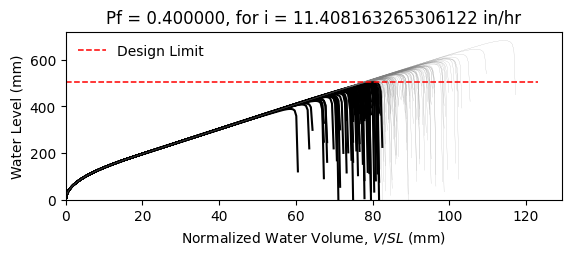 Pf = 0.400000, for i = 11.408163265306122 in/hr
Design Limit
Water Level (mm)
600
400
200
0
0 20 40 60 80 100 120
Normalized Water Volume, V/SL (mm)